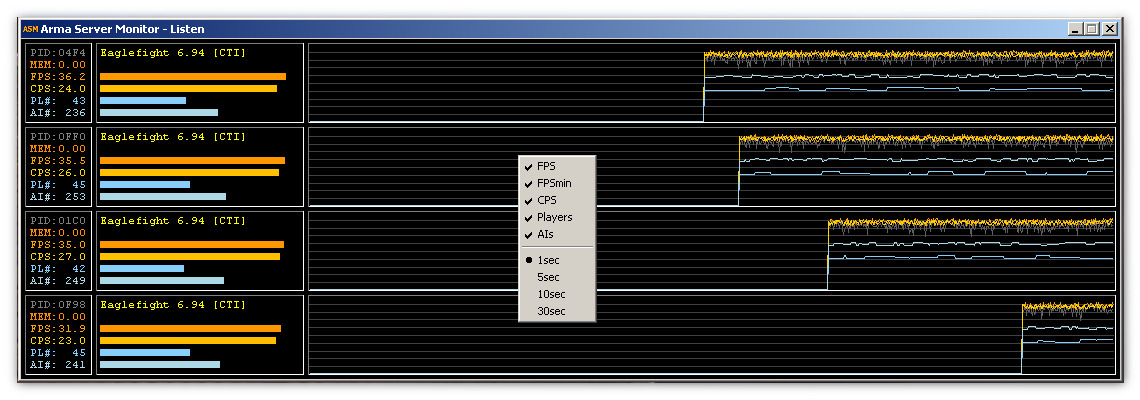 ASM Arma Server Monitor - Listen
PID:04F4
MEM:0.00
FPS:36.2
CPS:24.0
PL#: 43
AI#: 236
Eaglefight 6.94 [CTI]
PID:0FF0
MEM:0.00
FPS:35.5
CPS:26.0
PL#: 45
AI#: 253
Eaglefight 6.94 [CTI]
PID:01C0
MEM:0.00
FPS:35.0
CPS:27.0
PL#: 42
AI#: 249
Eaglefight 6.94 [CTI]
PID:0F98
MEM:0.00
FPS:31.9
CPS:23.0
PL#: 45
AI#: 241
Eaglefight 6.94 [CTI]
FPS
FPSmin
CPS
Players
AIs
1sec
5sec
10sec
30sec